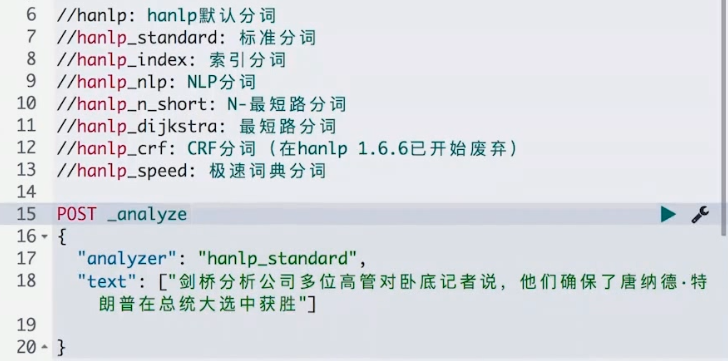 6 //hanlp: hanlp默认分词
7 //hanlp_standard: 标准分词
8 //hanlp_index: 索引分词
9 //hanlp_nlp: NLP分词
10 //hanlp_n_short: N-最短路分词
11 //hanlp_dijkstra: 最短路分词
12 //hanlp_crf: CRF分词（在hanlp 1.6.6已开始废弃）
13 //hanlp_speed: 极速词典分词
14
15 POST _analyze
16 {
17 "analyzer": "hanlp_standard",
18 "text": ["剑桥分析公司多位高管对卧底记者说，他们确保了唐纳德·特
朗普在总统大选中获胜"]
19
20 }